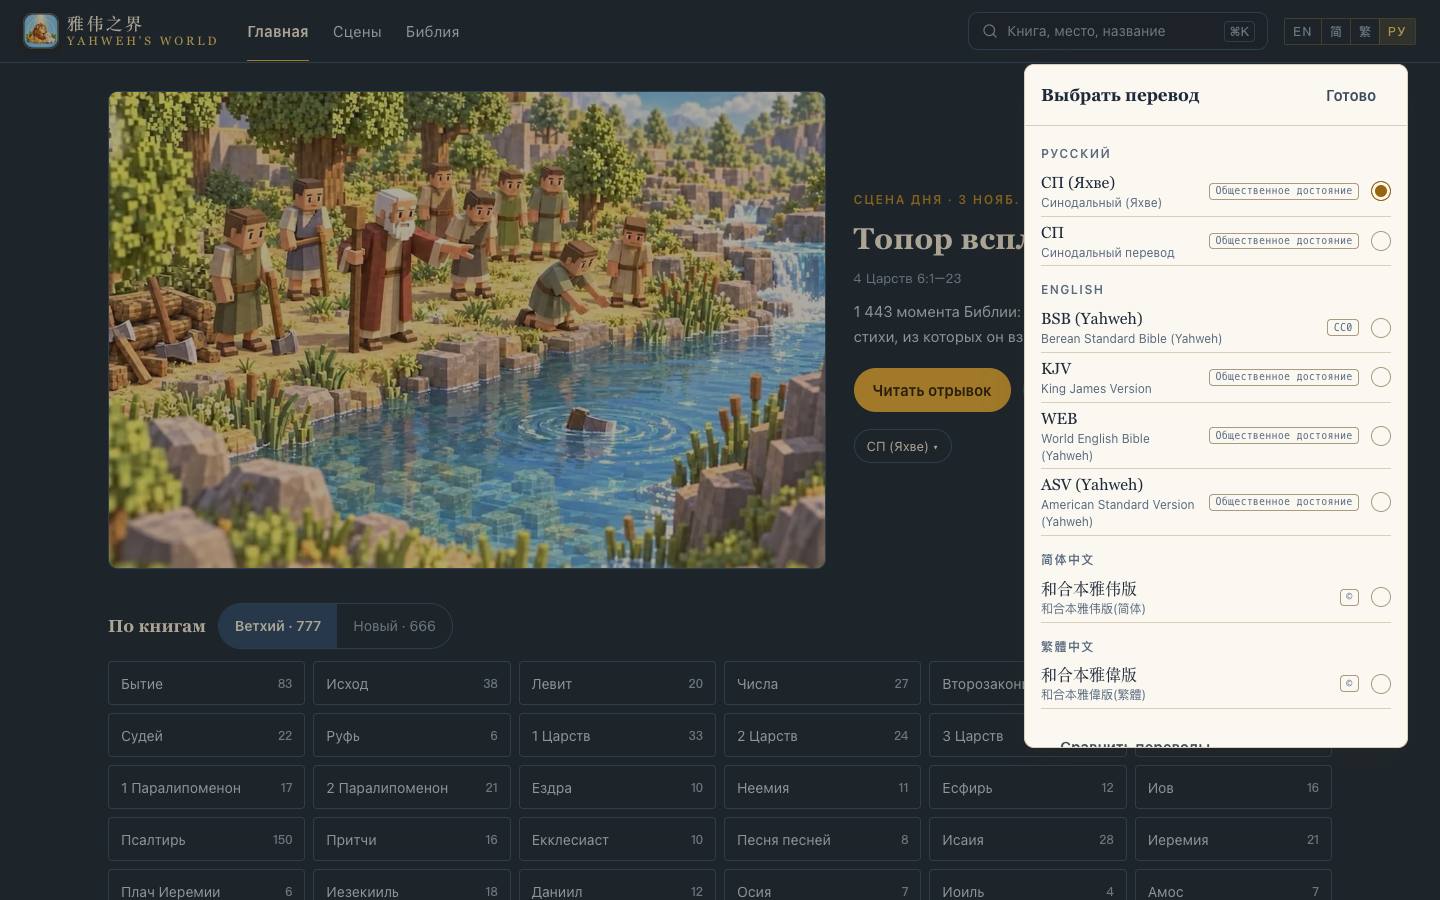 雅伟之界
YAHWEH'S WORLD
Главная
Сцены
Библия
Книга, место, название
⌘K
EN
简
繁
РУ
СЦЕНА ДНЯ · 3 НОЯБ.
Топор
4 Царств 6:1—23
1 443 момента Библии:
стихи, из которых он
Читать отрывок
СП (Яхве) ▾
Выбрать перевод
Готово
РУССКИЙ
СП (Яхве)
Синодальный (Яхве)
Общественное достояние
СП
Синодальный перевод
Общественное достояние
ENGLISH
BSB (Yahweh)
Berean Standard Bible (Yahweh)
CC0
KJV
King James Version
Общественное достояние
WEB
World English Bible
(Yahweh)
Общественное достояние
ASV (Yahweh)
American Standard Version
(Yahweh)
Общественное достояние
简体中文
和合本雅伟版
和合本雅伟版(简体)
©
繁體中文
和合本雅偉版
和合本雅偉版(繁體)
©
Сравнить переводы
По книгам
Ветхий · 777
Новый · 666
Бытие 83
Исход 38
Левит 20
Числа 27
Судей 22
Руфь 6
1 Царств 33
2 Царств 24
3 Царств
1 Паралипоменон 17
2 Паралипоменон 21
Ездра 10
Неемия 11
Есфирь 12
Иов 16
Псалтирь 150
Притчи 16
Екклесиаст 10
Песня песней 8
Исаия 28
Иеремия 21
Плач Иеремии 6
Иезекииль 18
Даниил 12
Осия 7
Иоиль 4
Амос 7